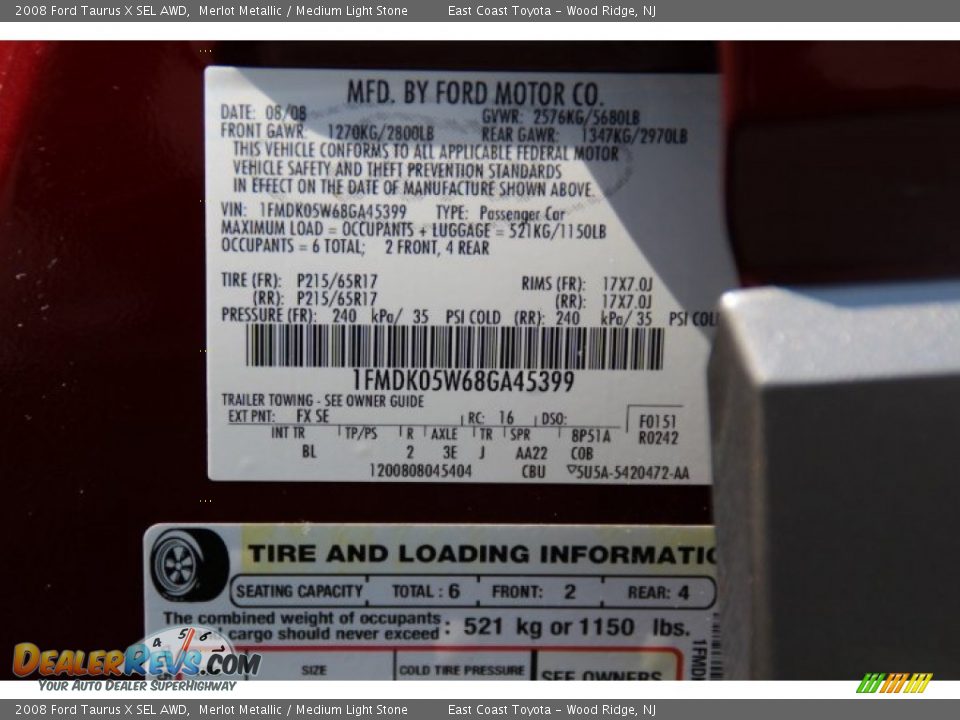 2008 Ford Taurus X SEL AWD, Merlot Metallic / Medium Light Stone East Coast Toyota - Wood Ridge, NJ
MFD. BY FORD MOTOR CO.
DATE: 08/08 GVWR: 2576KG/5680LB
FRONT GAWR: 1270KG/2800LB REAR GAWR: 1347KG/2970LB
THIS VEHICLE CONFORMS TO ALL APPLICABLE FEDERAL MOTOR
VEHICLE SAFETY AND THEFT PREVENTION STANDARDS
IN EFFECT ON THE DATE OF MANUFACTURE SHOWN ABOVE.
VIN: 1FMDK05W68GA45399 TYPE: Passenger Car
MAXIMUM LOAD = OCCUPANTS + LUGGAGE = 521KG/1150LB
OCCUPANTS = 6 TOTAL; 2 FRONT, 4 REAR
TIRE (FR): P215/65R17 RIMS (FR): 17X7.0J
(RR): P215/65R17 (RR): 17X7.0J
PRESSURE (FR): 240 kPa/ 35 PSI COLD (RR): 240 kPa/ 35 PSI COL
1FMDK05W68GA45399
TRAILER TOWING - SEE OWNER GUIDE
EXT PNT: FX SE RC: 16 DSO: F0151
INT TR TP/PS R AXLE TR SPR 8P51A R0242
BL 2 3E J AA22 COB
1200808045404 CBU 5U5A-5420472-AA
TIRE AND LOADING INFORMATIO
SEATING CAPACITY TOTAL : 6 FRONT: 2 REAR: 4
The combined weight of occupants
cargo should never exceed : 521 kg or 1150 lbs.
SIZE COLD TIRE PRESSURE SEE OWNERS
1FMD
4 5 6
DealerRevs.com
Your Auto Dealer SuperHighway
2008 Ford Taurus X SEL AWD, Merlot Metallic / Medium Light Stone East Coast Toyota - Wood Ridge, NJ